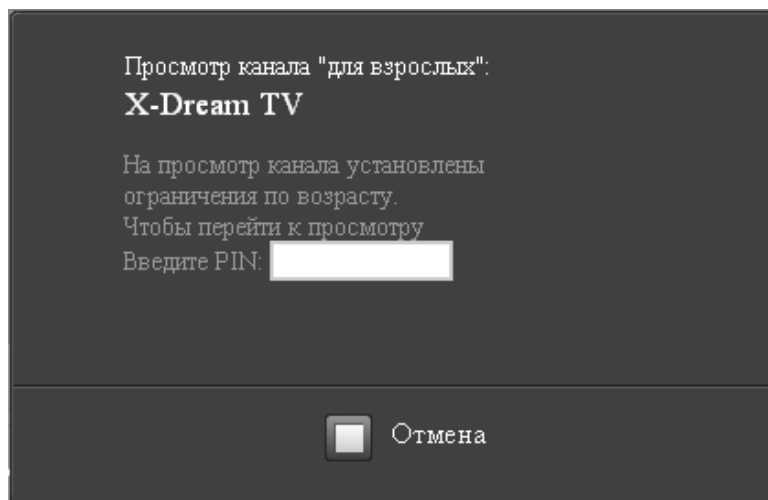 Просмотр канала "для взрослых":
X-Dream TV
На просмотр канала установлены
ограничения по возрасту.
Чтобы перейти к просмотру
Введите PIN:
Отмена